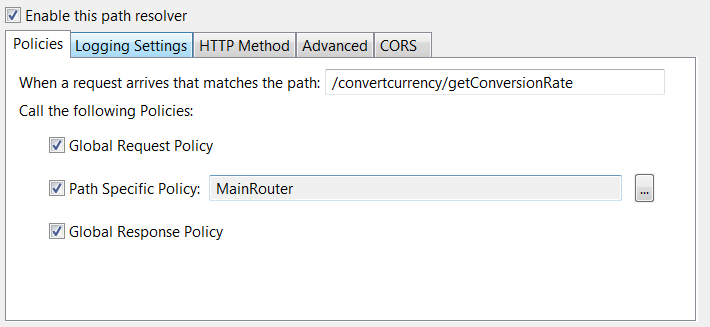 Enable this path resolver
Policies Logging Settings HTTP Method Advanced CORS
When a request arrives that matches the path: /convertcurrency/getConversionRate
Call the following Policies:
Global Request Policy
Path Specific Policy: MainRouter ...
Global Response Policy